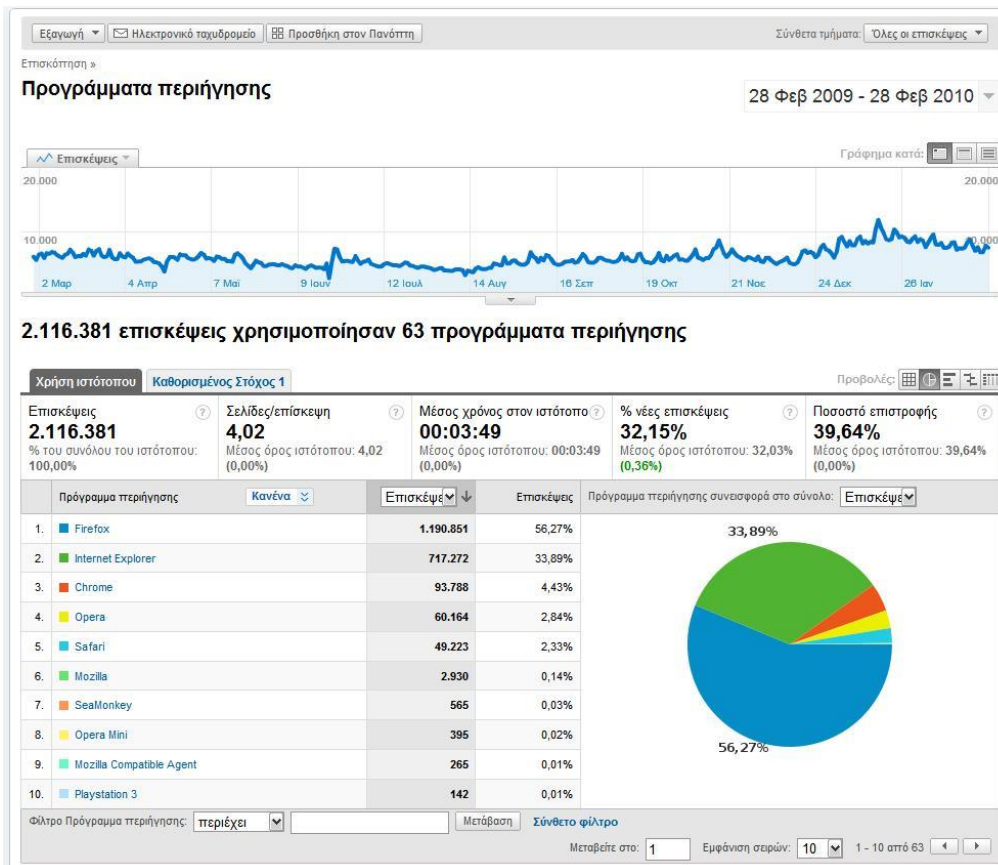 Εξαγωγή Ηλεκτρονικό ταχυδρομείο Προσθήκη στον Πανόπτη Σύνθετα τμήματα: Όλες οι επισκέψεις
Επισκόπηση »
Προγράμματα περιήγησης
28 Φεβ 2009 - 28 Φεβ 2010
Επισκέψεις Γράφημα κατά:
20.000 20.000
10.000 10.000
2 Μαρ 4 Απρ 7 Μαϊ 9 Ιουν 12 Ιουλ 14 Αυγ 16 Σεπ 19 Οκτ 21 Νοε 24 Δεκ 26 Ιαν
2.116.381 επισκέψεις χρησιμοποίησαν 63 προγράμματα περιήγησης
Χρήση ιστότοπου Καθορισμένος Στόχος 1 Προβολές:
Επισκέψεις ? Σελίδες/επίσκεψη ? Μέσος χρόνος στον ιστότοπο ? % νέες επισκέψεις ? Ποσοστό επιστροφής ?
2.116.381 4,02 00:03:49 32,15% 39,64%
% του συνόλου του ιστότοπου: Μέσος όρος ιστότοπου: 4,02 Μέσος όρος ιστότοπου: 00:03:49 Μέσος όρος ιστότοπου: 32,03% Μέσος όρος ιστότοπου: 39,64%
100,00% (0,00%) (0,00%) (0,36%) (0,00%)
Πρόγραμμα περιήγησης Κανένα Επισκέψε Επισκέψεις Πρόγραμμα περιήγησης συνεισφορά στο σύνολο: Επισκέψε
1. Firefox 1.190.851 56,27%
2. Internet Explorer 717.272 33,89%
3. Chrome 93.788 4,43%
4. Opera 60.164 2,84%
5. Safari 49.223 2,33%
6. Mozilla 2.930 0,14%
7. SeaMonkey 565 0,03%
8. Opera Mini 395 0,02%
9. Mozilla Compatible Agent 265 0,01%
10. Playstation 3 142 0,01%
33,89%
56,27%
Φίλτρο Πρόγραμμα περιήγησης: περιέχει Μετάβαση Σύνθετο φίλτρο
Μεταβείτε στο: 1 Εμφάνιση σειρών: 10 1 - 10 από 63